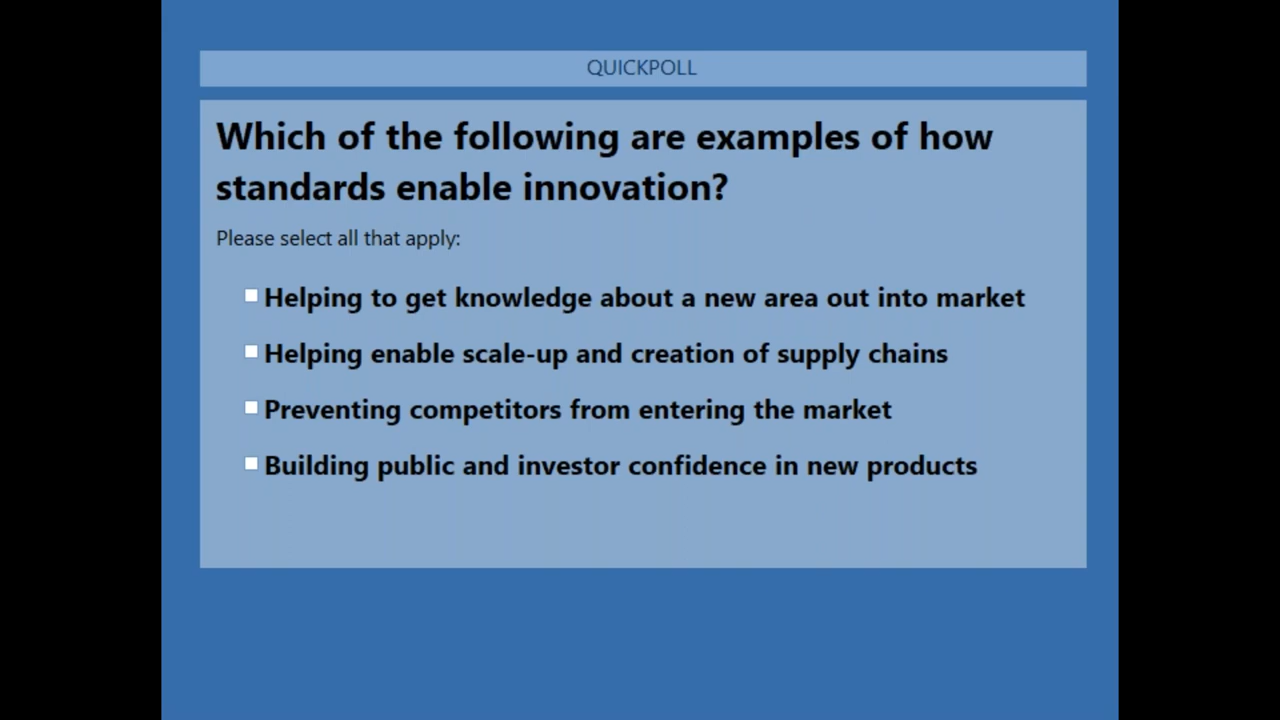 QUICKPOLL
Which of the following are examples of how
standards enable innovation?
Please select all that apply:
Helping to get knowledge about a new area out into market
Helping enable scale-up and creation of supply chains
Preventing competitors from entering the market
Building public and investor confidence in new products